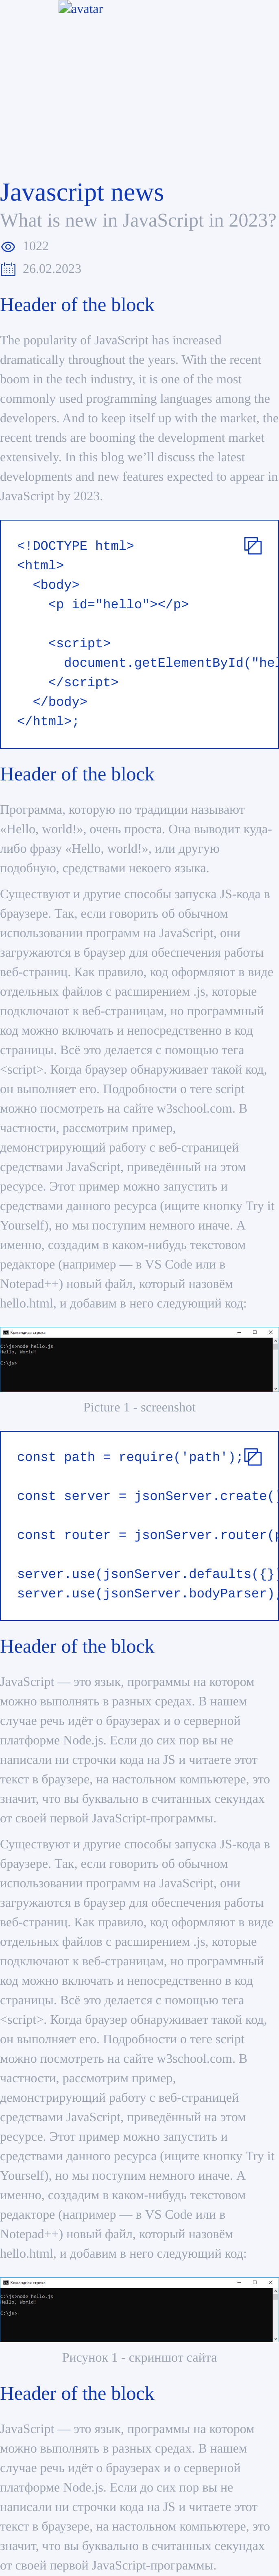 avatar
Javascript news
What is new in JavaScript in 2023?
1022
26.02.2023
Header of the block
The popularity of JavaScript has increased
dramatically throughout the years. With the recent
boom in the tech industry, it is one of the most
commonly used programming languages among the
developers. And to keep itself up with the market, the
recent trends are booming the development market
extensively. In this blog we’ll discuss the latest
developments and new features expected to appear in
JavaScript by 2023.
<!DOCTYPE html>
<html>
<body>
<p id="hello"></p>
<script>
document.getElementById("hel
</script>
</body>
</html>;
Header of the block
Программа, которую по традиции называют
«Hello, world!», очень проста. Она выводит куда-
либо фразу «Hello, world!», или другую
подобную, средствами некоего языка.
Существуют и другие способы запуска JS-кода в
браузере. Так, если говорить об обычном
использовании программ на JavaScript, они
загружаются в браузер для обеспечения работы
веб-страниц. Как правило, код оформляют в виде
отдельных файлов с расширением .js, которые
подключают к веб-страницам, но программный
код можно включать и непосредственно в код
страницы. Всё это делается с помощью тега
<script>. Когда браузер обнаруживает такой код,
он выполняет его. Подробности о теге script
можно посмотреть на сайте w3school.com. В
частности, рассмотрим пример,
демонстрирующий работу с веб-страницей
средствами JavaScript, приведённый на этом
ресурсе. Этот пример можно запустить и
средствами данного ресурса (ищите кнопку Try it
Yourself), но мы поступим немного иначе. А
именно, создадим в каком-нибудь текстовом
редакторе (например — в VS Code или в
Notepad++) новый файл, который назовём
hello.html, и добавим в него следующий код:
Командная строка
C:\js>node hello.js
Hello, World!
C:\js>
Picture 1 - screenshot
const path = require('path');
const server = jsonServer.create(
const router = jsonServer.router(p
server.use(jsonServer.defaults({})
server.use(jsonServer.bodyParser);
Header of the block
JavaScript — это язык, программы на котором
можно выполнять в разных средах. В нашем
случае речь идёт о браузерах и о серверной
платформе Node.js. Если до сих пор вы не
написали ни строчки кода на JS и читаете этот
текст в браузере, на настольном компьютере, это
значит, что вы буквально в считанных секундах
от своей первой JavaScript-программы.
Существуют и другие способы запуска JS-кода в
браузере. Так, если говорить об обычном
использовании программ на JavaScript, они
загружаются в браузер для обеспечения работы
веб-страниц. Как правило, код оформляют в виде
отдельных файлов с расширением .js, которые
подключают к веб-страницам, но программный
код можно включать и непосредственно в код
страницы. Всё это делается с помощью тега
<script>. Когда браузер обнаруживает такой код,
он выполняет его. Подробности о теге script
можно посмотреть на сайте w3school.com. В
частности, рассмотрим пример,
демонстрирующий работу с веб-страницей
средствами JavaScript, приведённый на этом
ресурсе. Этот пример можно запустить и
средствами данного ресурса (ищите кнопку Try it
Yourself), но мы поступим немного иначе. А
именно, создадим в каком-нибудь текстовом
редакторе (например — в VS Code или в
Notepad++) новый файл, который назовём
hello.html, и добавим в него следующий код:
Командная строка
C:\js>node hello.js
Hello, World!
C:\js>
Рисунок 1 - скриншот сайта
Header of the block
JavaScript — это язык, программы на котором
можно выполнять в разных средах. В нашем
случае речь идёт о браузерах и о серверной
платформе Node.js. Если до сих пор вы не
написали ни строчки кода на JS и читаете этот
текст в браузере, на настольном компьютере, это
значит, что вы буквально в считанных секундах
от своей первой JavaScript-программы.